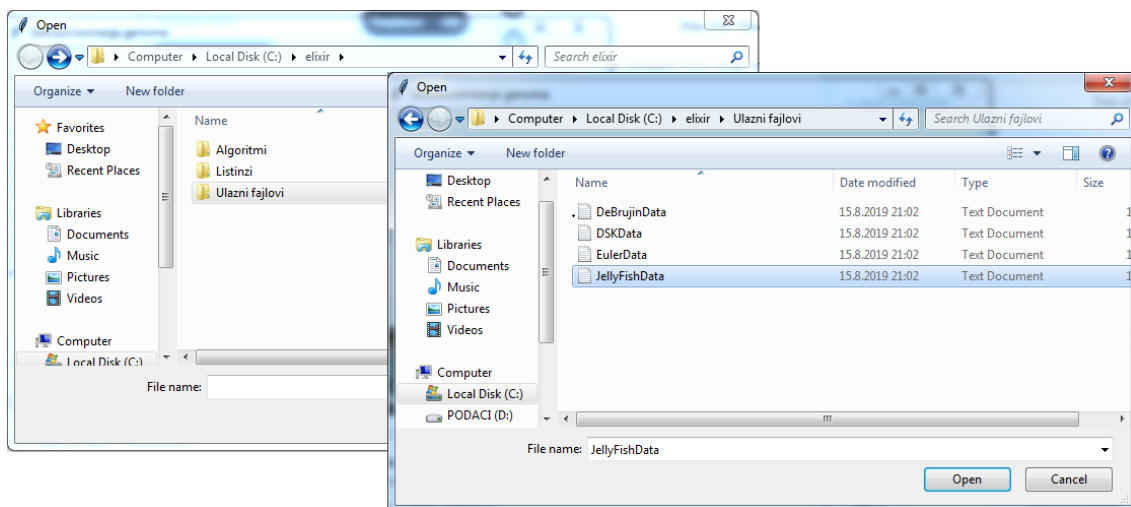 Open
Computer ▸ Local Disk (C:) ▸ elixir ▸
Search elixir
Organize
New folder
Favorites
Desktop
Recent Places
Libraries
Documents
Music
Pictures
Videos
Computer
Local Disk (C:)
Name
Algoritmi
Listinzi
Ulazni fajlovi
File name:
Open
Computer ▸ Local Disk (C:) ▸ elixir ▸ Ulazni fajlovi
Search Ulazni fajlovi
Organize
New folder
Desktop
Recent Places
Libraries
Documents
Music
Pictures
Videos
Computer
Local Disk (C:)
PODACI (D:)
Name Date modified Type Size
DeBrujinData 15.8.2019 21:02 Text Document 1
DSKData 15.8.2019 21:02 Text Document 1
EulerData 15.8.2019 21:02 Text Document 1
JellyFishData 15.8.2019 21:02 Text Document 1
File name: JellyFishData
Open Cancel